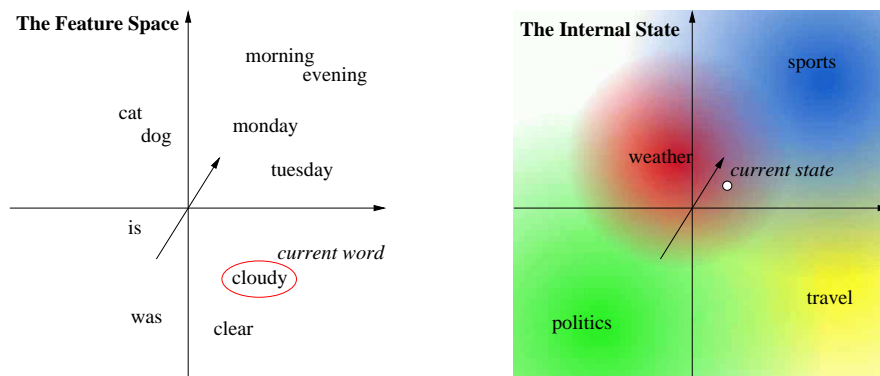 The Feature Space
morning
evening
cat
dog
monday
tuesday
is
current word
cloudy
was
clear
The Internal State
sports
weather
current state
travel
politics